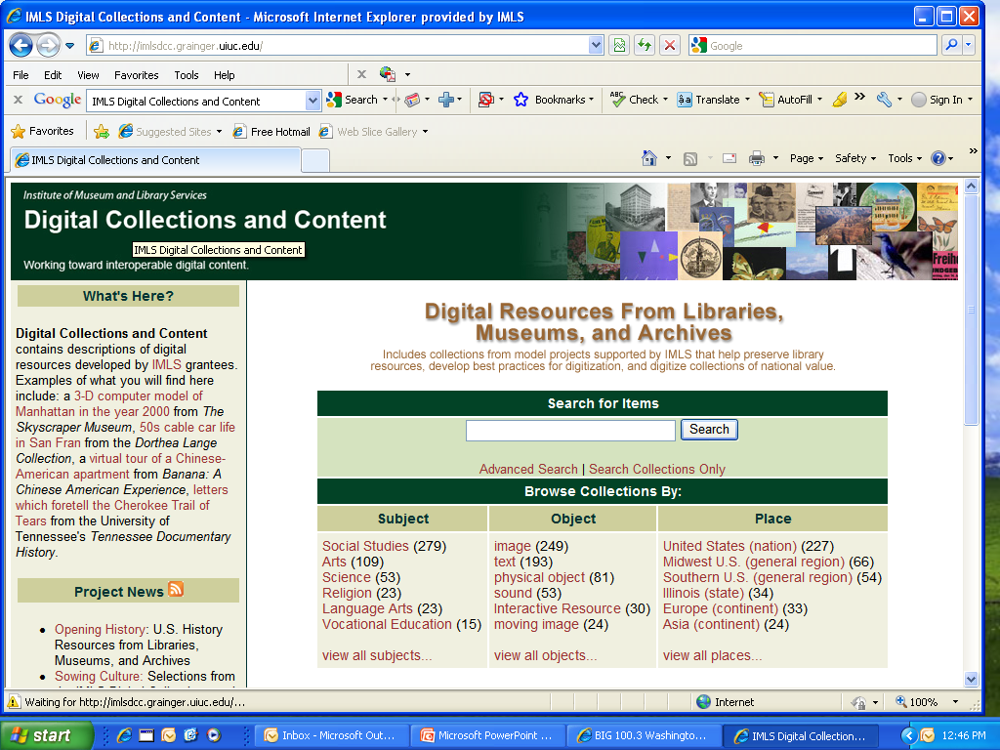 IMLS Digital Collections and Content - Microsoft Internet Explorer provided by IMLS
http://imlsdcc.grainger.uiuc.edu/
Google
File Edit View Favorites Tools Help
Google IMLS Digital Collections and Content Search Bookmarks Check Translate AutoFill Sign In
Favorites Suggested Sites Free Hotmail Web Slice Gallery
IMLS Digital Collections and Content
Page Safety Tools
Institute of Museum and Library Services
Digital Collections and Content
IMLS Digital Collections and Content
Working toward interoperable digital content.
What's Here?
Digital Collections and Content
contains descriptions of digital
resources developed by IMLS grantees.
Examples of what you will find here
include: a 3-D computer model of
Manhattan in the year 2000 from The
Skyscraper Museum, 50s cable car life
in San Fran from the Dorthea Lange
Collection, a virtual tour of a Chinese-
American apartment from Banana: A
Chinese American Experience, letters
which foretell the Cherokee Trail of
Tears from the University of
Tennessee's Tennessee Documentary
History.
Project News
Opening History: U.S. History
Resources from Libraries,
Museums, and Archives
Sowing Culture: Selections from
Digital Resources From Libraries,
Museums, and Archives
Includes collections from model projects supported by IMLS that help preserve library
resources, develop best practices for digitization, and digitize collections of national value.
Search for Items
Search
Advanced Search | Search Collections Only
Browse Collections By:
Subject
Social Studies (279)
Arts (109)
Science (53)
Religion (23)
Language Arts (23)
Vocational Education (15)
view all subjects...
Object
image (249)
text (193)
physical object (81)
sound (53)
Interactive Resource (30)
moving image (24)
view all objects...
Place
United States (nation) (227)
Midwest U.S. (general region) (66)
Southern U.S. (general region) (54)
Illinois (state) (34)
Europe (continent) (33)
Asia (continent) (24)
view all places...
Waiting for http://imlsdcc.grainger.uiuc.edu/...
Internet
100%
start
Inbox - Microsoft Out...
Microsoft PowerPoint ...
BIG 100.3 Washingto...
IMLS Digital Collection...
12:46 PM